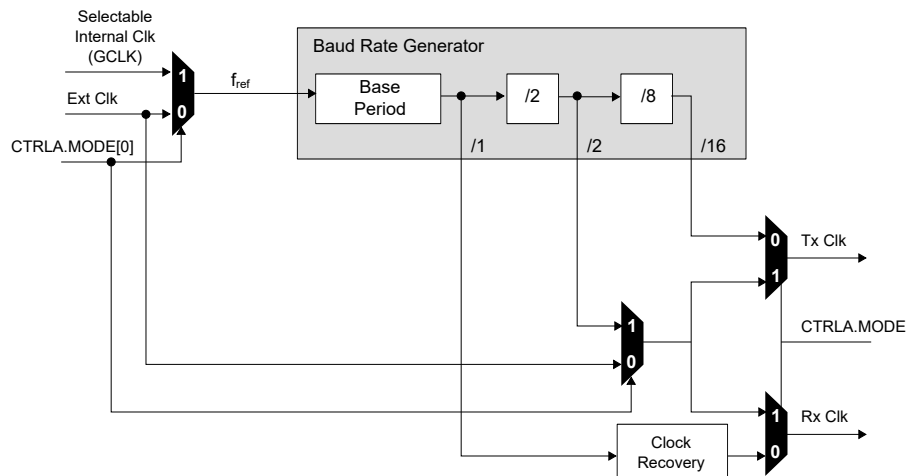 Selectable
Internal Clk
(GCLK)
Baud Rate Generator
1
f_ref
Base
Period
/2
/8
Ext Clk
0
CTRLA.MODE[0]
/1
/2
/16
0
Tx Clk
1
1
CTRLA.MODE
0
1
Rx Clk
Clock
Recovery
0